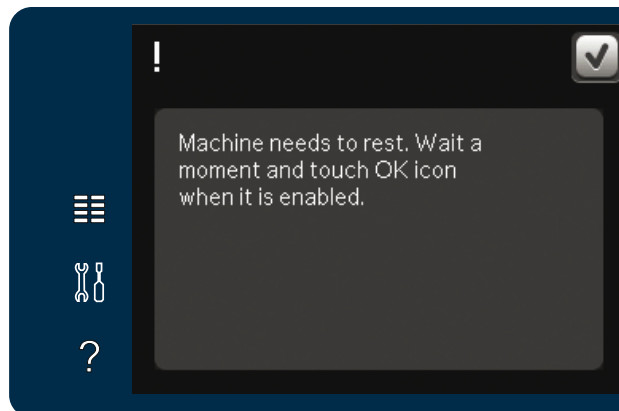 !
Machine needs to rest. Wait a
moment and touch OK icon
when it is enabled.
?